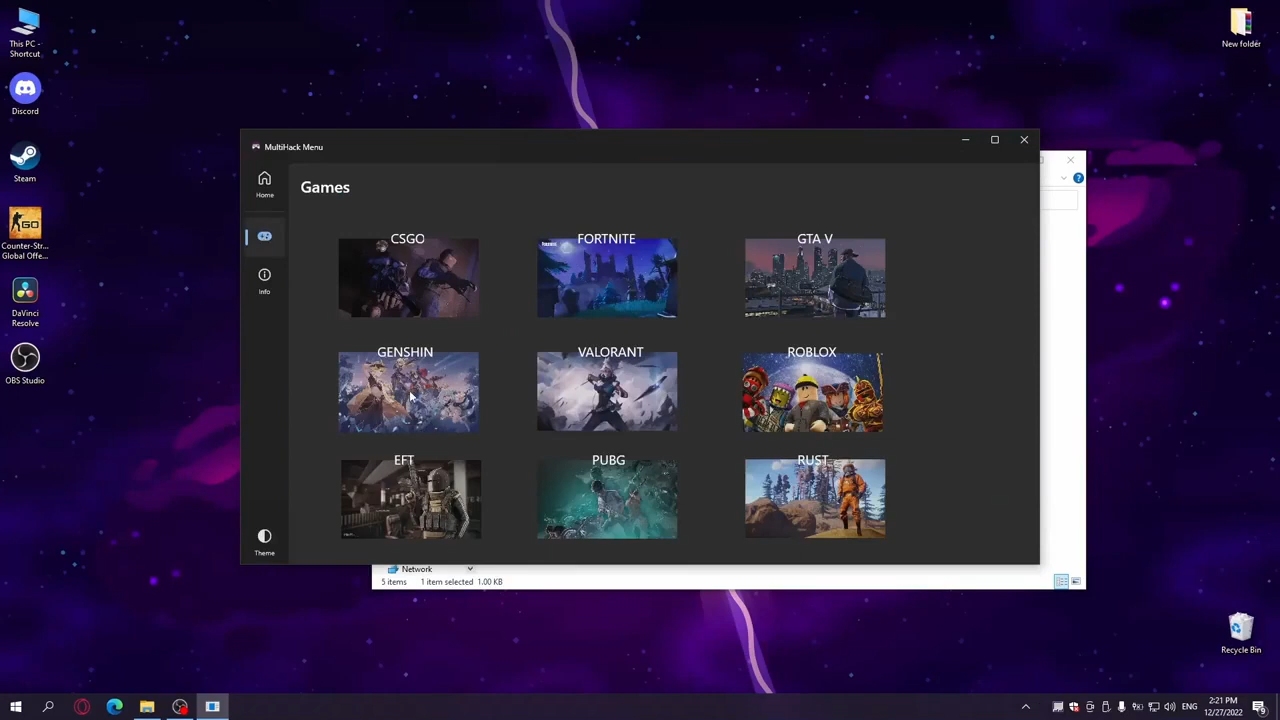 This PC -
Shortcut
Discord
Steam
Counter-Str...
Global Offe...
DaVinci
Resolve
OBS Studio
New folder
MultiHack Menu
Home
Info
Theme
Games
CSGO
FORTNITE
GTA V
GENSHIN
VALORANT
ROBLOX
EFT
PUBG
RUST
Network
5 items 1 item selected 1.00 KB
Recycle Bin
ENG
2:21 PM
12/27/2022